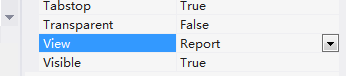 Tabstop True
Transparent False
View Report
Visible True